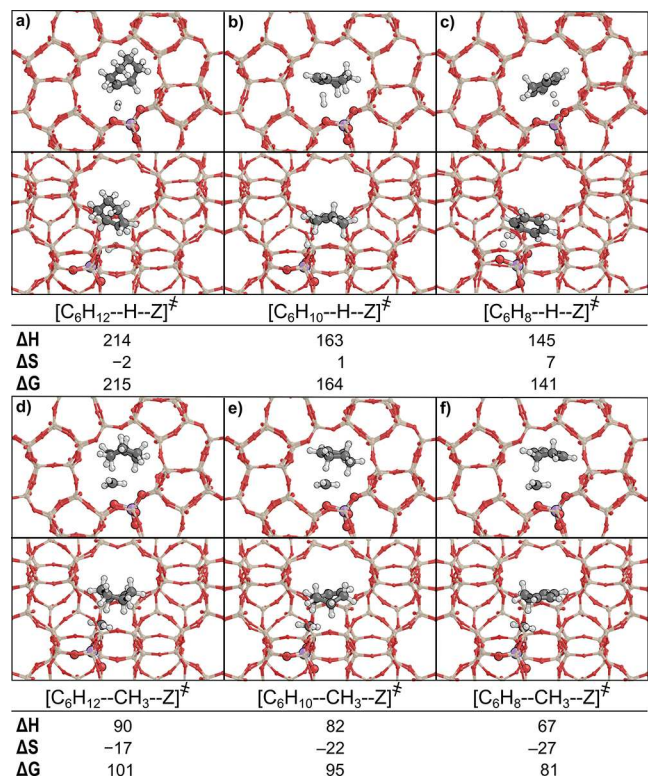 a) b) c)
[C₆H₁₂--H--Z]‡ [C₆H₁₀--H--Z]‡ [C₆H₈--H--Z]‡
ΔH 214 163 145
ΔS −2 1 7
ΔG 215 164 141
d) e) f)
[C₆H₁₂--CH₃--Z]‡ [C₆H₁₀--CH₃--Z]‡ [C₆H₈--CH₃--Z]‡
ΔH 90 82 67
ΔS −17 −22 −27
ΔG 101 95 81